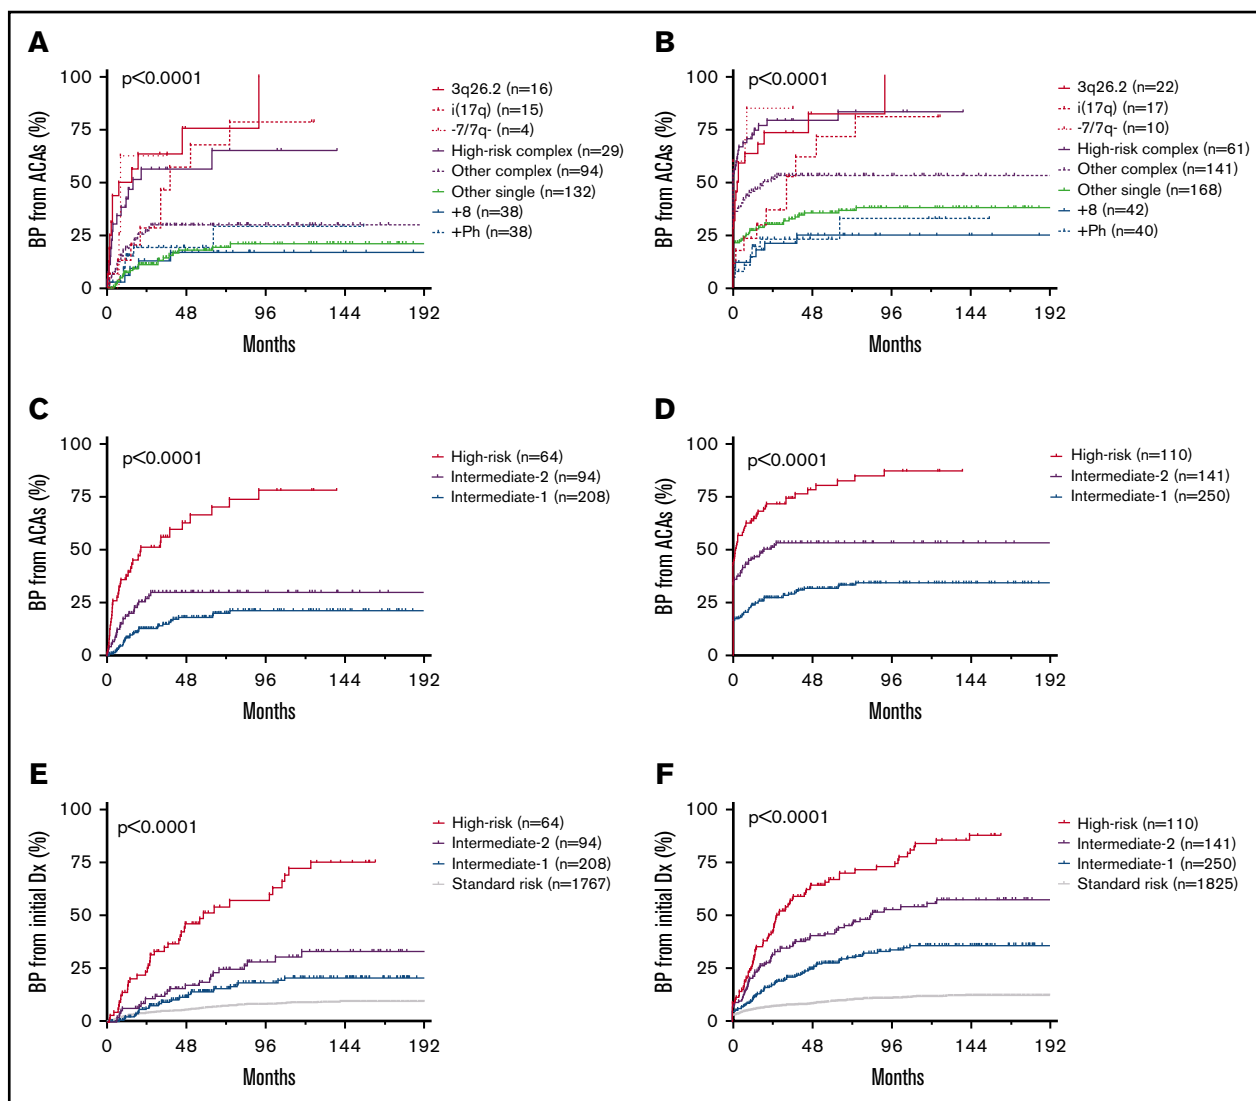 A
p<0.0001
BP from ACAs (%)
100
75
50
25
0
0 48 96 144 192
Months
3q26.2 (n=16)
i(17q) (n=15)
-7/7q- (n=4)
High-risk complex (n=29)
Other complex (n=94)
Other single (n=132)
+8 (n=38)
+Ph (n=38)
B
p<0.0001
BP from ACAs (%)
100
75
50
25
0
0 48 96 144 192
Months
3q26.2 (n=22)
i(17q) (n=17)
-7/7q- (n=10)
High-risk complex (n=61)
Other complex (n=141)
Other single (n=168)
+8 (n=42)
+Ph (n=40)
C
p<0.0001
BP from ACAs (%)
100
75
50
25
0
0 48 96 144 192
Months
High-risk (n=64)
Intermediate-2 (n=94)
Intermediate-1 (n=208)
D
p<0.0001
BP from ACAs (%)
100
75
50
25
0
0 48 96 144 192
Months
High-risk (n=110)
Intermediate-2 (n=141)
Intermediate-1 (n=250)
E
p<0.0001
BP from initial Dx (%)
100
75
50
25
0
0 48 96 144 192
Months
High-risk (n=64)
Intermediate-2 (n=94)
Intermediate-1 (n=208)
Standard risk (n=1767)
F
p<0.0001
BP from initial Dx (%)
100
75
50
25
0
0 48 96 144 192
Months
High-risk (n=110)
Intermediate-2 (n=141)
Intermediate-1 (n=250)
Standard risk (n=1825)